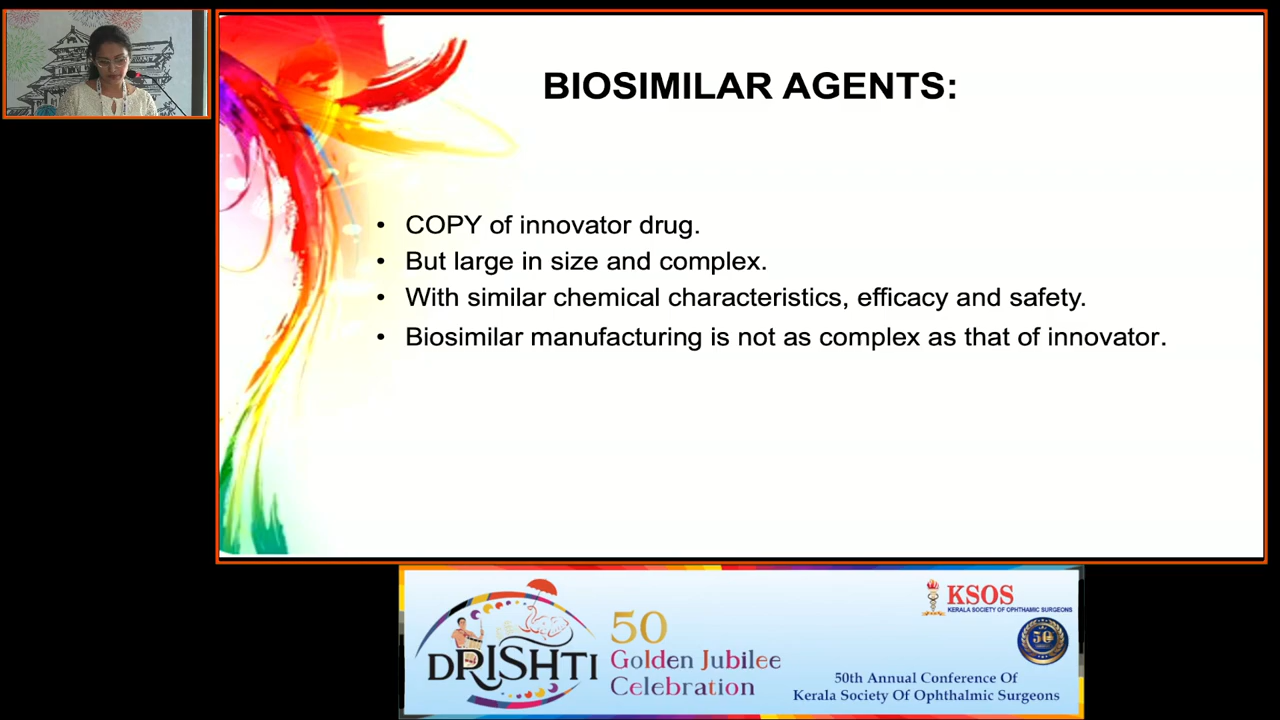 BIOSIMILAR AGENTS:
• COPY of innovator drug.
• But large in size and complex.
• With similar chemical characteristics, efficacy and safety.
• Biosimilar manufacturing is not as complex as that of innovator.
DRISHTI
50
Golden Jubilee
Celebration
KSOS
KERALA SOCIETY OF OPHTHAMIC SURGEONS
50
50th Annual Conference Of
Kerala Society Of Ophthalmic Surgeons